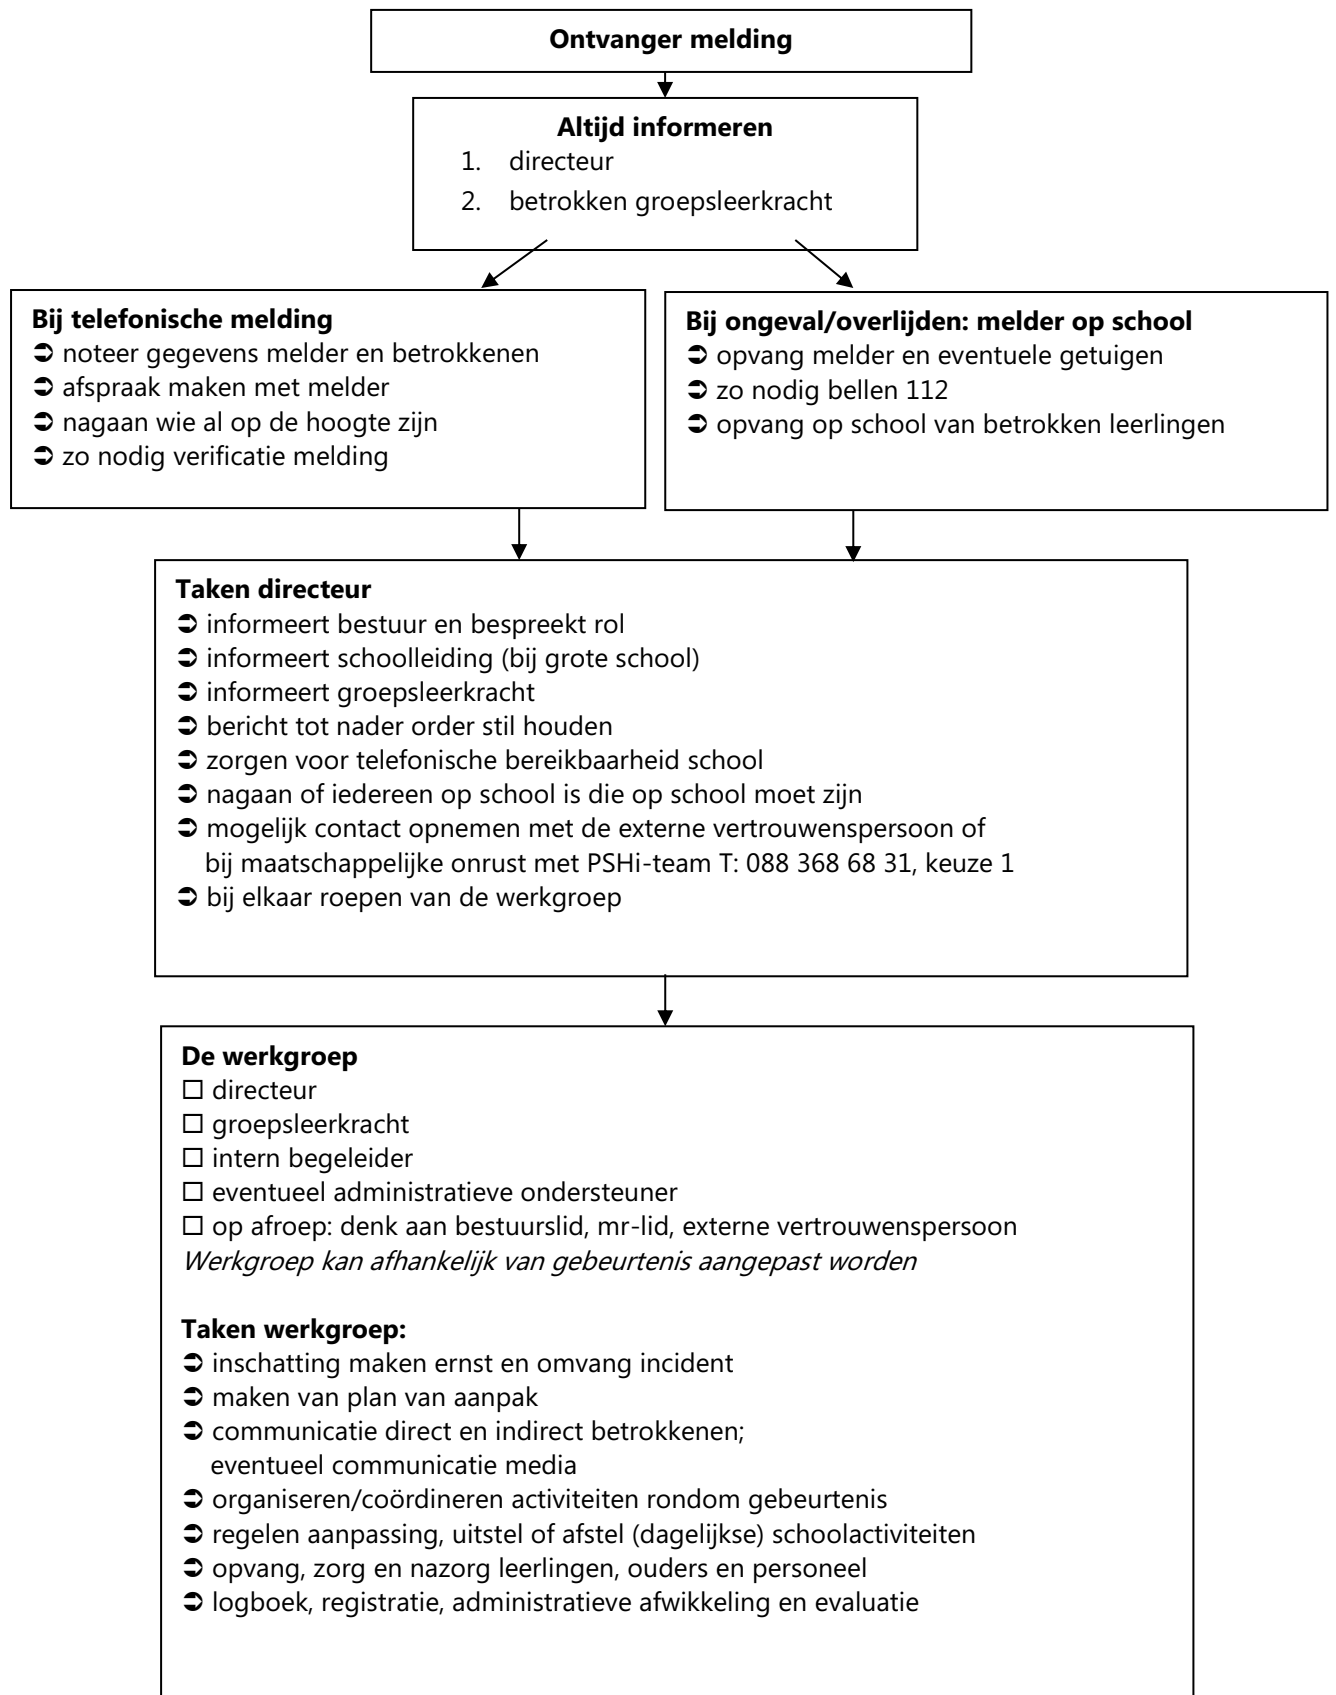 Ontvanger melding
Altijd informeren
1. directeur
2. betrokken groepsleerkracht
Bij telefonische melding
➲ noteer gegevens melder en betrokkenen
➲ afspraak maken met melder
➲ nagaan wie al op de hoogte zijn
➲ zo nodig verificatie melding
Bij ongeval/overlijden: melder op school
➲ opvang melder en eventuele getuigen
➲ zo nodig bellen 112
➲ opvang op school van betrokken leerlingen
Taken directeur
➲ informeert bestuur en bespreekt rol
➲ informeert schoolleiding (bij grote school)
➲ informeert groepsleerkracht
➲ bericht tot nader order stil houden
➲ zorgen voor telefonische bereikbaarheid school
➲ nagaan of iedereen op school is die op school moet zijn
➲ mogelijk contact opnemen met de externe vertrouwenspersoon of
bij maatschappelijke onrust met PSHi-team T: 088 368 68 31, keuze 1
➲ bij elkaar roepen van de werkgroep
De werkgroep
☐ directeur
☐ groepsleerkracht
☐ intern begeleider
☐ eventueel administratieve ondersteuner
☐ op afroep: denk aan bestuurslid, mr-lid, externe vertrouwenspersoon
Werkgroep kan afhankelijk van gebeurtenis aangepast worden
Taken werkgroep:
➲ inschatting maken ernst en omvang incident
➲ maken van plan van aanpak
➲ communicatie direct en indirect betrokkenen;
eventueel communicatie media
➲ organiseren/coördineren activiteiten rondom gebeurtenis
➲ regelen aanpassing, uitstel of afstel (dagelijkse) schoolactiviteiten
➲ opvang, zorg en nazorg leerlingen, ouders en personeel
➲ logboek, registratie, administratieve afwikkeling en evaluatie